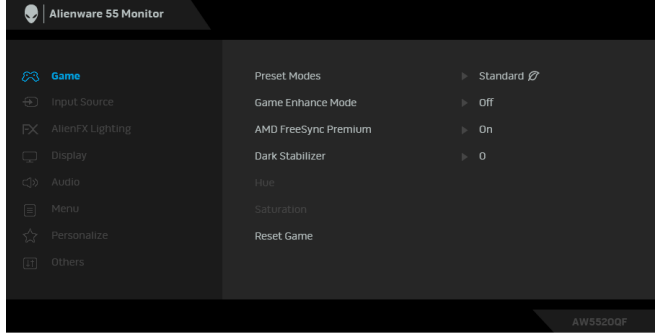 Alienware 55 Monitor
Game
Input Source
AlienFX Lighting
Display
Audio
Menu
Personalize
Others
Preset Modes Standard
Game Enhance Mode Off
AMD FreeSync Premium On
Dark Stabilizer 0
Hue
Saturation
Reset Game
AW5520QF